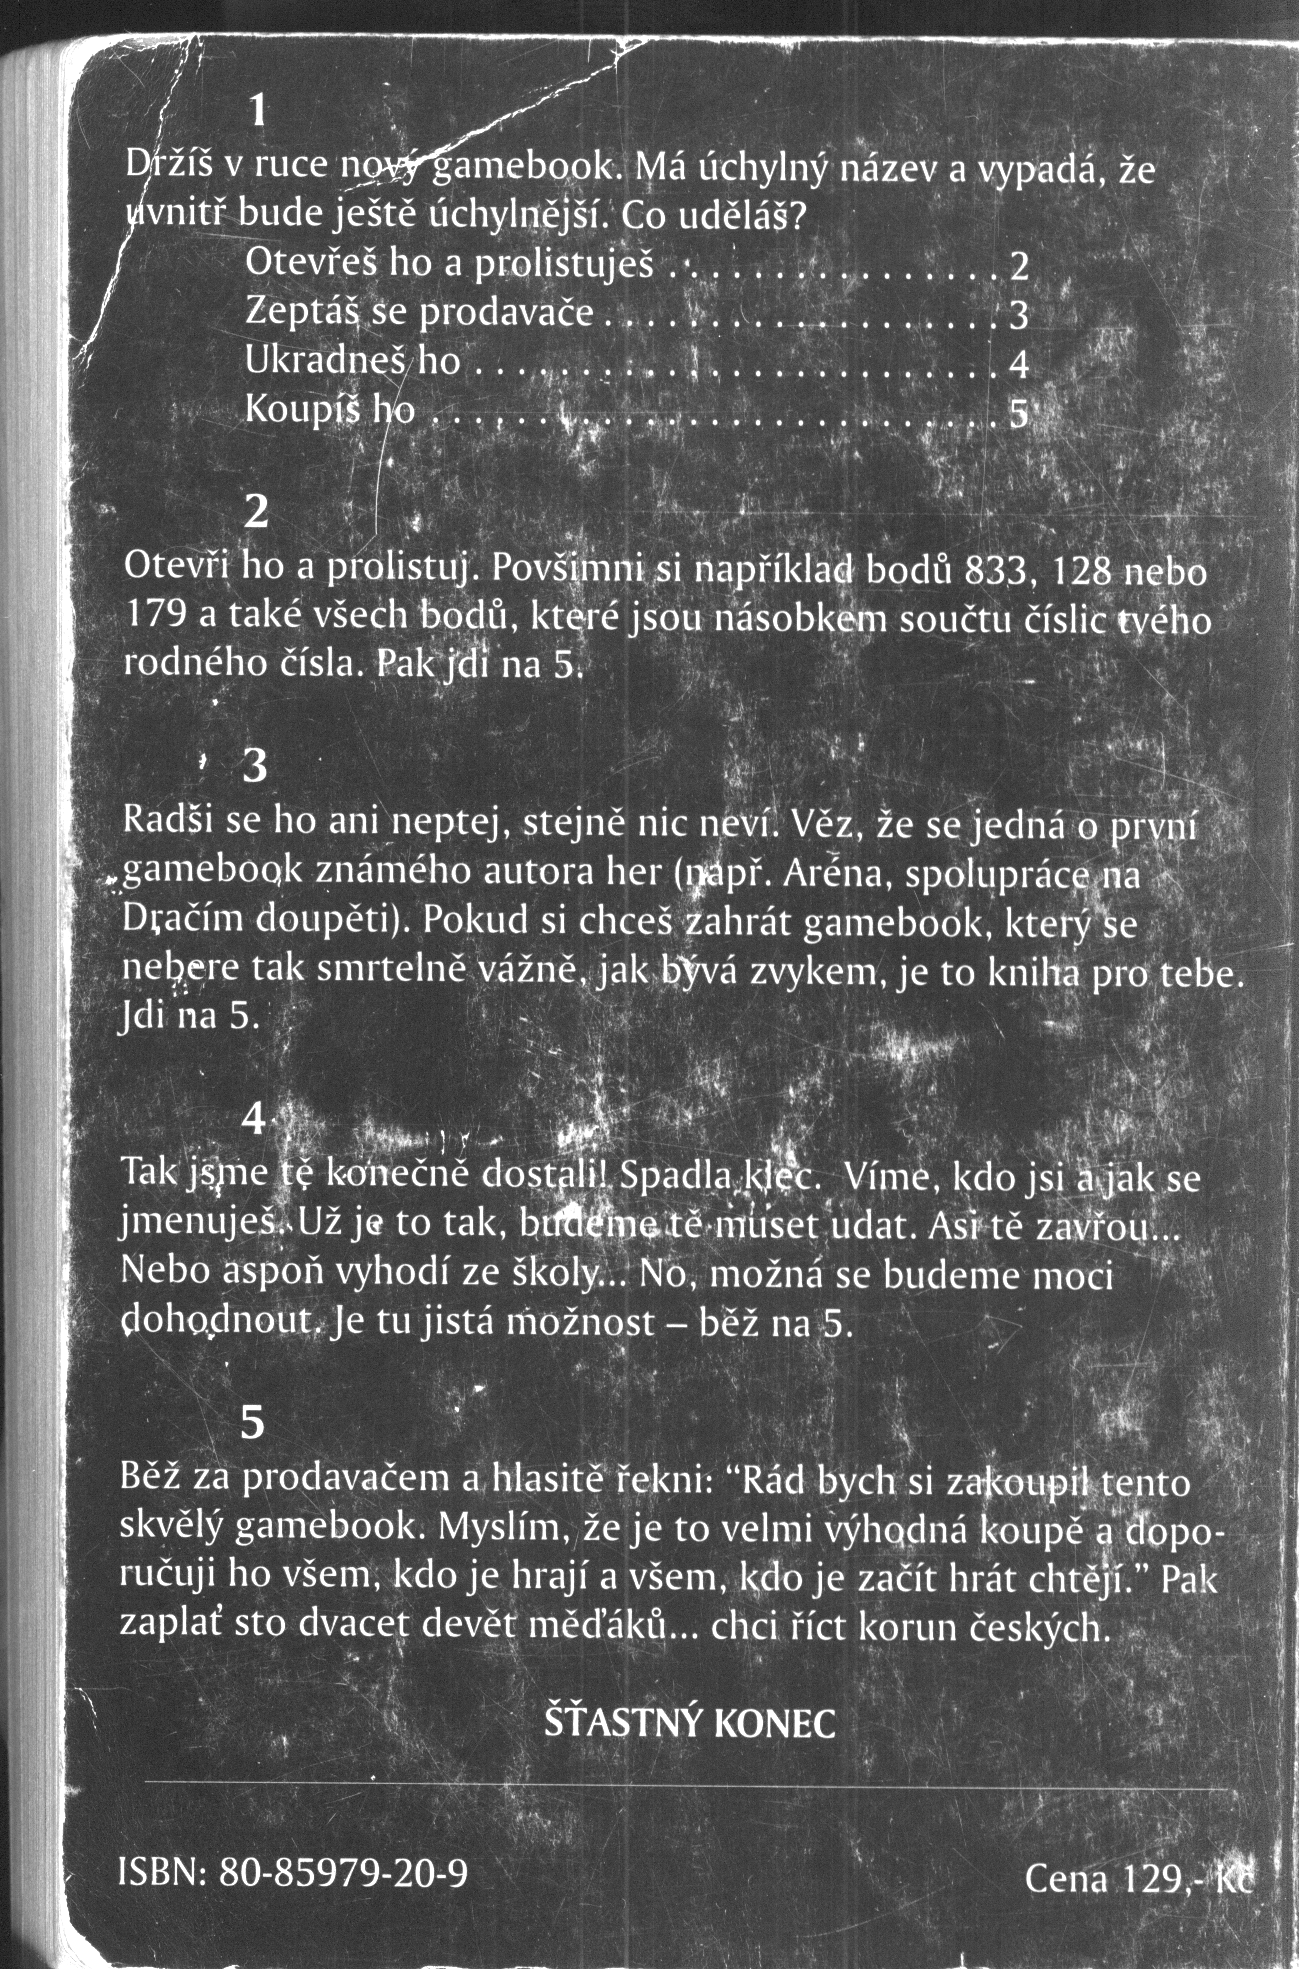 1
Držíš v ruce nový gamebook. Má úchylný název a vypadá, že
uvnitř bude ještě úchylnější. Co uděláš?
Otevřeš ho a prolistuješ . . . . . . . . . . . . . . . 2
Zeptáš se prodavače . . . . . . . . . . . . . . . . . . 3
Ukradneš ho . . . . . . . . . . . . . . . . . . . . . . . . 4
Koupíš ho . . . . . . . . . . . . . . . . . . . . . . . . . . 5
2
Otevři ho a prolistuj. Povšimni si například bodů 833, 128 nebo
179 a také všech bodů, které jsou násobkem součtu číslic tvého
rodného čísla. Pak jdi na 5.
3
Radši se ho ani neptej, stejně nic neví. Věz, že se jedná o první
gamebook známého autora her (např. Aréna, spolupráce na
Dračím doupěti). Pokud si chceš zahrát gamebook, který se
nebere tak smrtelně vážně, jak bývá zvykem, je to kniha pro tebe.
Jdi na 5.
4
Tak jsme tě konečně dostali! Spadla klec. Víme, kdo jsi a jak se
jmenuješ. Už je to tak, budeme tě muset udat. Asi tě zavřou...
Nebo aspoň vyhodí ze školy... No, možná se budeme moci
dohodnout. Je tu jistá možnost – běž na 5.
5
Běž za prodavačem a hlasitě řekni: “Rád bych si zakoupil tento
skvělý gamebook. Myslím, že je to velmi výhodná koupě a dopo-
ručuji ho všem, kdo je hrají a všem, kdo je začít hrát chtějí.” Pak
zaplať sto dvacet devět měďáků... chci říct korun českých.
ŠŤASTNÝ KONEC
ISBN: 80-85979-20-9
Cena 129,- Kč